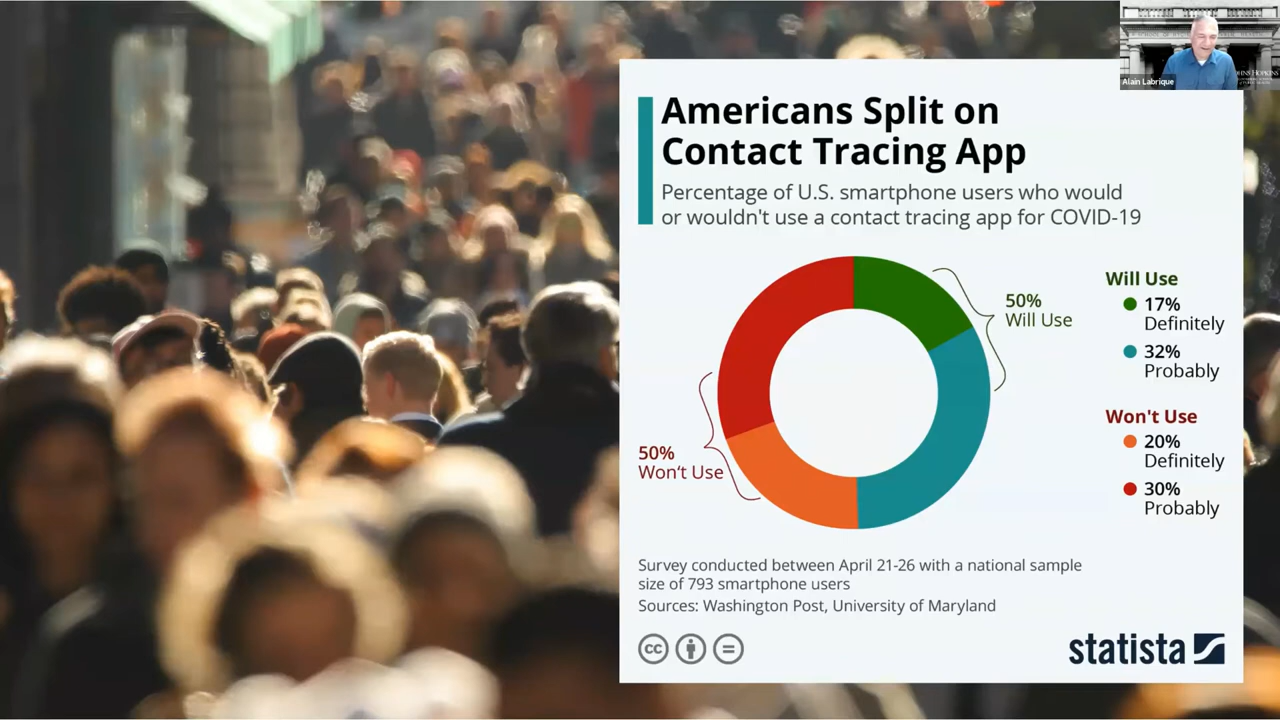 Alain Labrique
JOHNS HOPKINS
Americans Split on
Contact Tracing App
Percentage of U.S. smartphone users who would
or wouldn't use a contact tracing app for COVID-19
50%
Will Use
50%
Won't Use
Will Use
17%
Definitely
32%
Probably
Won't Use
20%
Definitely
30%
Probably
Survey conducted between April 21-26 with a national sample
size of 793 smartphone users
Sources: Washington Post, University of Maryland
cc
statista